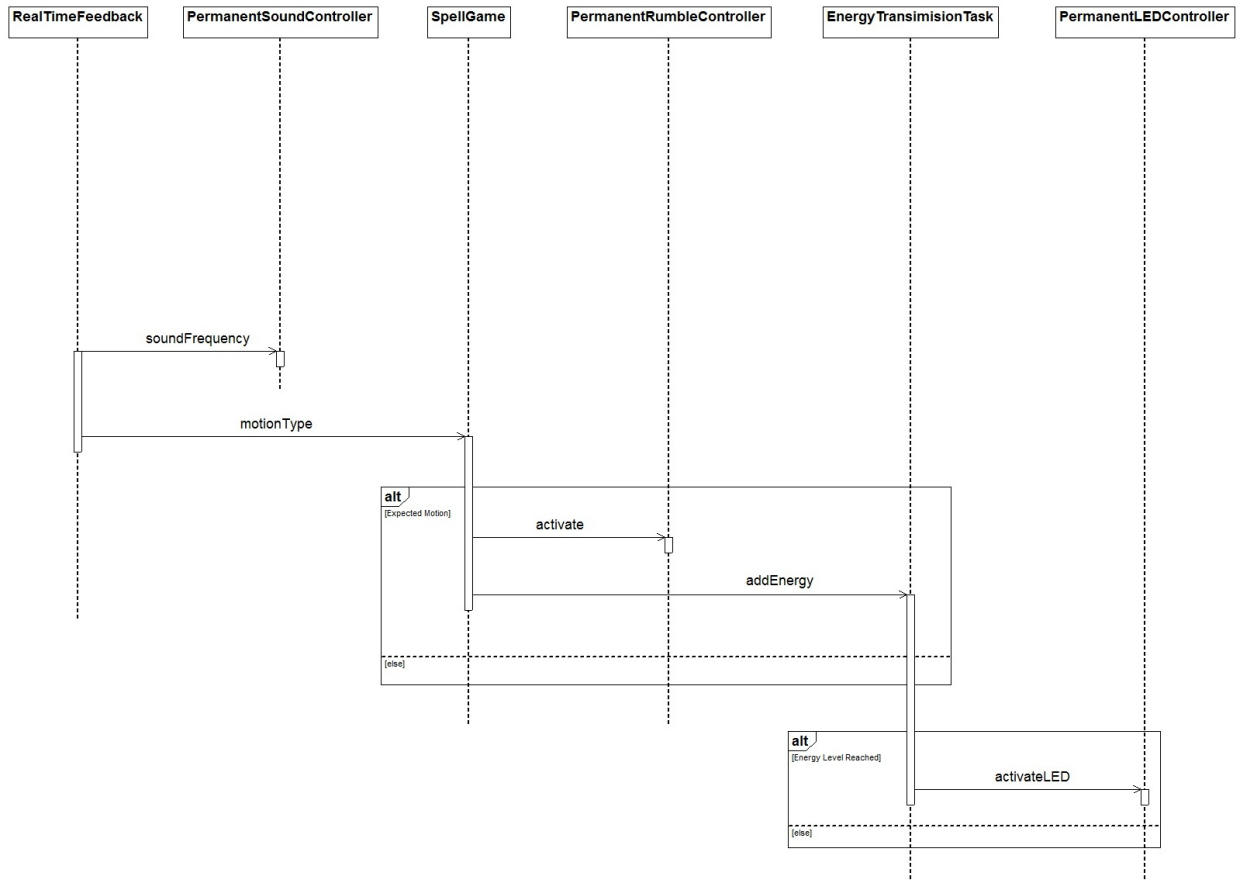 RealTimeFeedback
PermanentSoundController
SpellGame
PermanentRumbleController
EnergyTransimisionTask
PermanentLEDController
soundFrequency
motionType
alt
[Expected Motion]
activate
addEnergy
[else]
alt
[Energy Level Reached]
activateLED
[else]